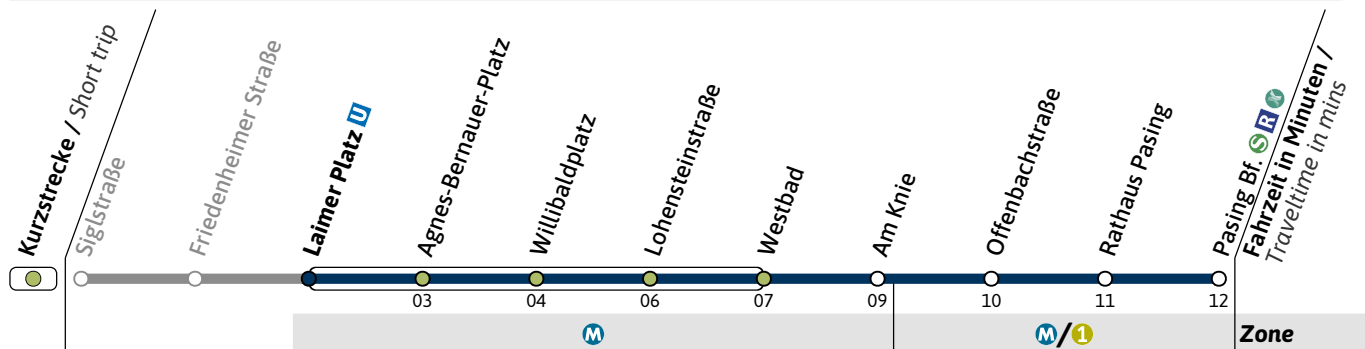 Kurzstrecke / Short trip
Siglstraße
Friedenheimer Straße
Laimer Platz U
Agnes-Bernauer-Platz
Willibaldplatz
Lohensteinstraße
Westbad
Am Knie
Offenbachstraße
Rathaus Pasing
Pasing Bf. S R X
Fahrzeit in Minuten /
Traveltime in mins
03 04 06 07 09 10 11 12
M M/1 Zone